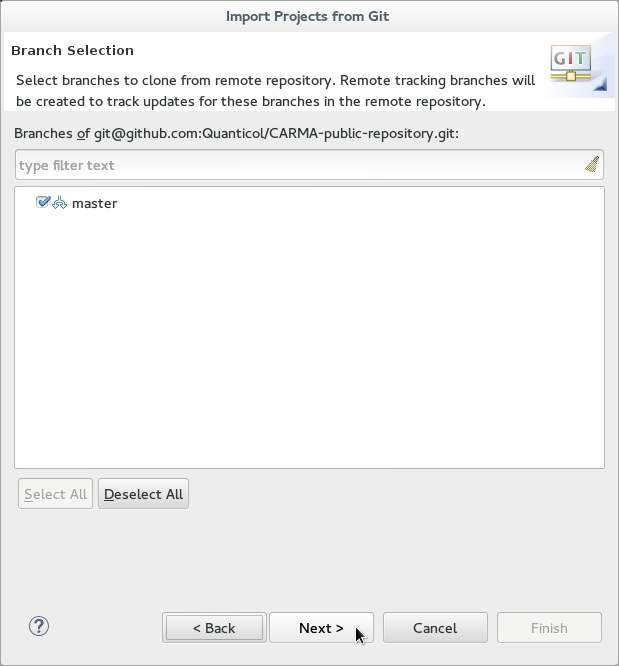 Import Projects from Git
Branch Selection
Select branches to clone from remote repository. Remote tracking branches will
be created to track updates for these branches in the remote repository.
GIT
Branches of git@github.com:Quanticol/CARMA-public-repository.git:
type filter text
master
Select All
Deselect All
?
< Back
Next >
Cancel
Finish